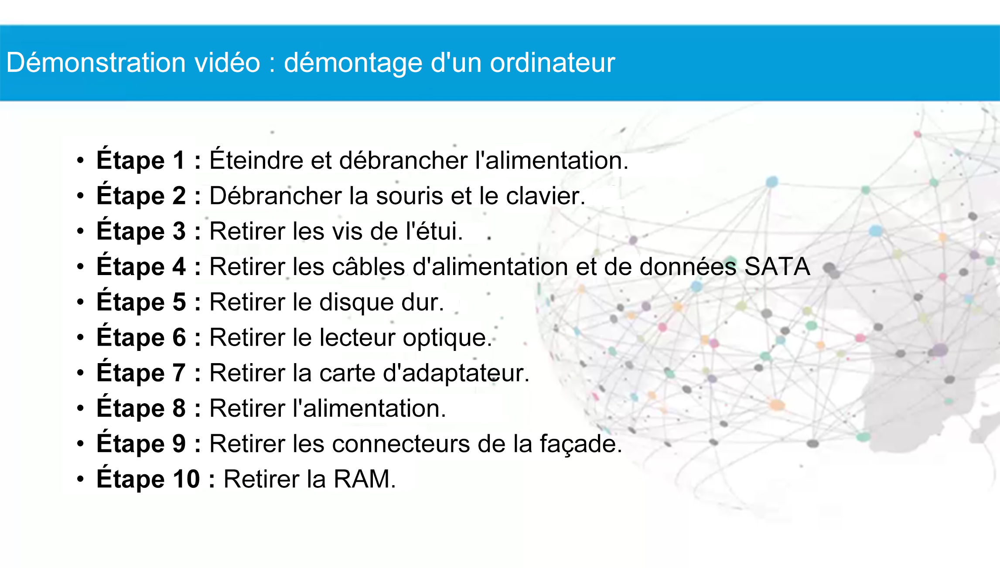 Démonstration vidéo : démontage d'un ordinateur
• Étape 1 : Éteindre et débrancher l'alimentation.
• Étape 2 : Débrancher la souris et le clavier.
• Étape 3 : Retirer les vis de l'étui.
• Étape 4 : Retirer les câbles d'alimentation et de données SATA
• Étape 5 : Retirer le disque dur.
• Étape 6 : Retirer le lecteur optique.
• Étape 7 : Retirer la carte d'adaptateur.
• Étape 8 : Retirer l'alimentation.
• Étape 9 : Retirer les connecteurs de la façade.
• Étape 10 : Retirer la RAM.